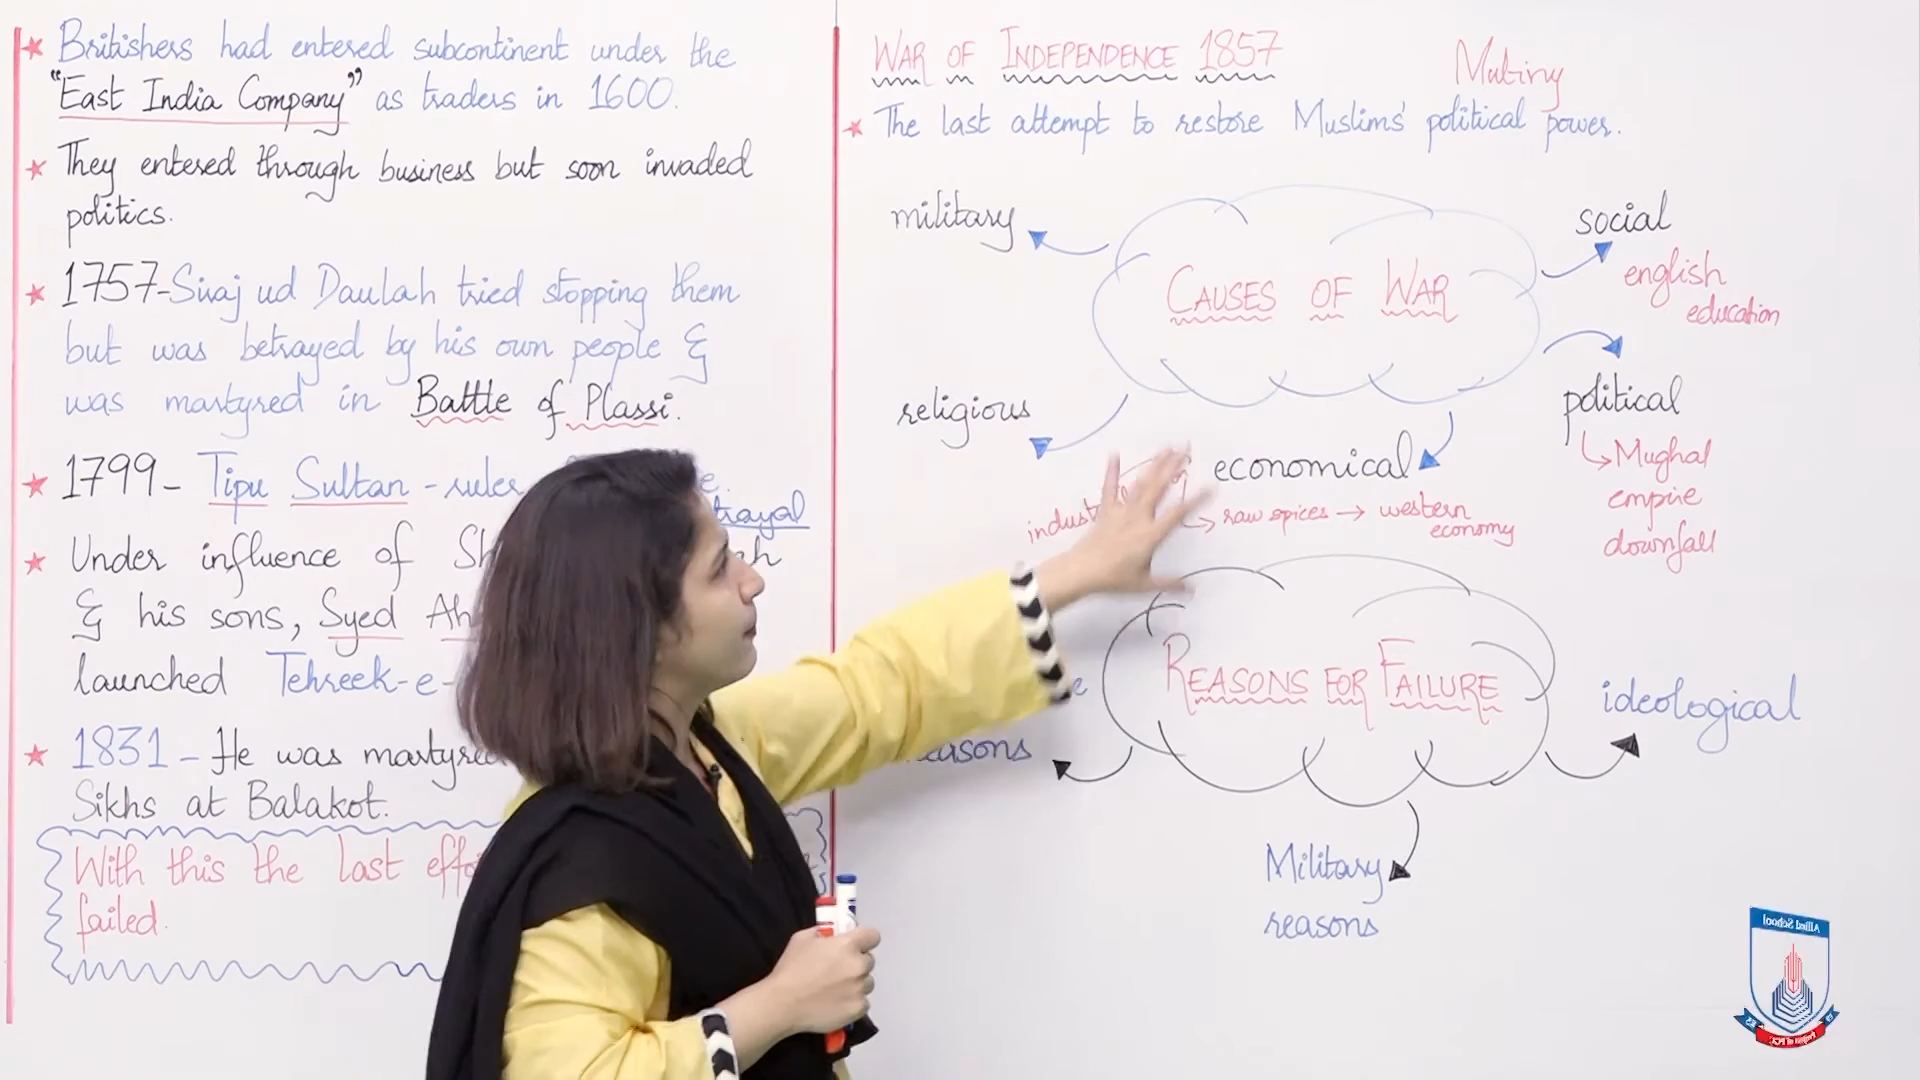 Britishers had entered subcontinent under the
"East India Company" as traders in 1600.
They entered through business but soon invaded
politics.
1757-Siraj ud Daulah tried stopping them
but was betrayed by his own people &
was martyred in Battle of Plassi.
1799- Tipu Sultan - ruler
trayal
Under influence of
& his sons, Syed
launched Tehreek-e-
1831 - He was martyred
Sikhs at Balakot.
With this the last
failed.
WAR OF INDEPENDENCE 1857
Mutiny
The last attempt to restore Muslims' political power.
military
CAUSES OF WAR
social
english
education
religious
economical
political
raw spices → western
economy
Mughal
empire
downfall
REASONS FOR FAILURE
ideological
Military
reasons
Allied School